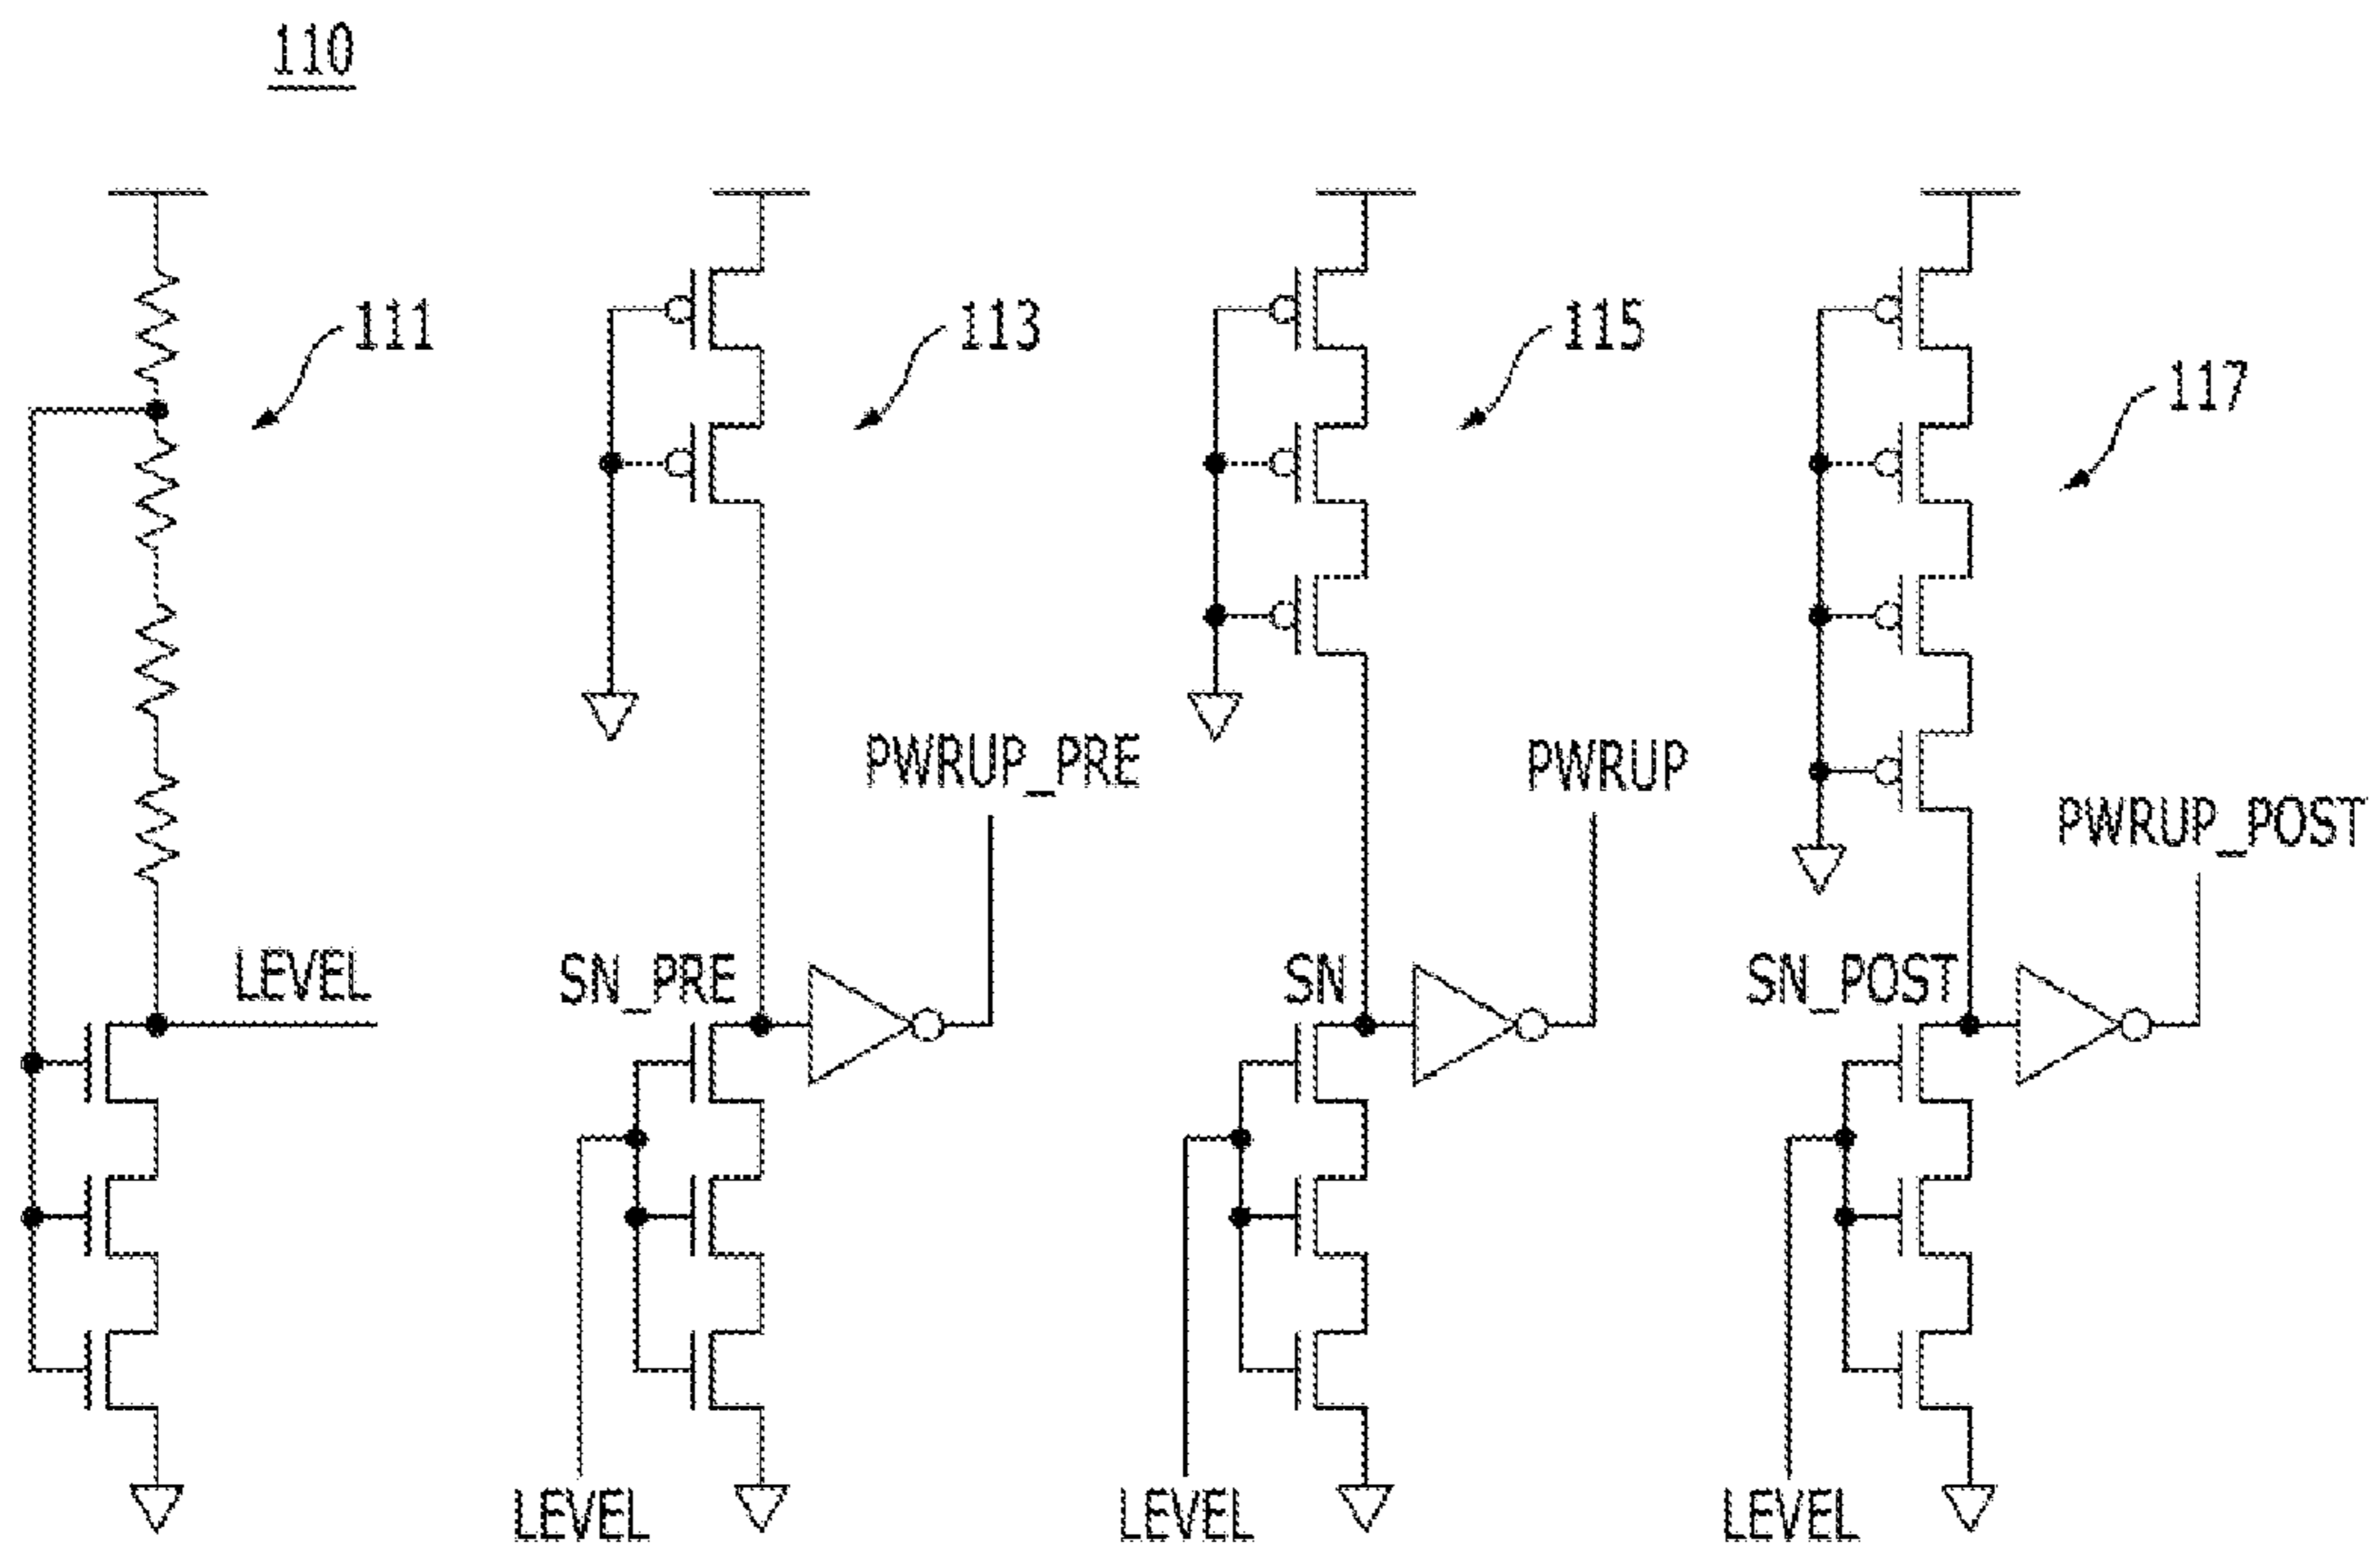 110
111
113
115
117
PWRUP_PRE
PWRUP
PWRUP_POST
LEVEL
SN_PRE
SN
SN_POST
LEVEL
LEVEL
LEVEL